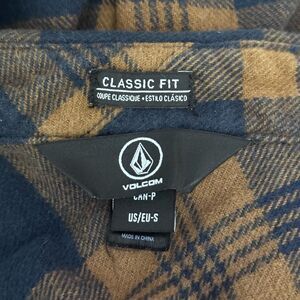 CLASSIC FIT
COUPE CLASSIQUE • ESTILO CLÁSICO
VOLCOM
CAN-P
US/EU-S
MADE IN CHINA